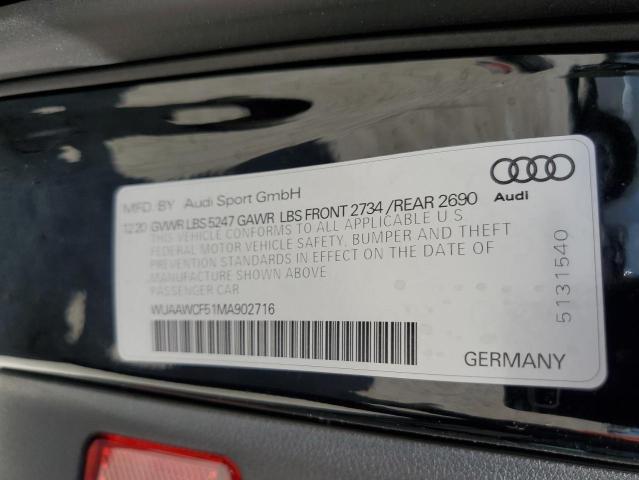 MFD. BY Audi Sport GmbH
Audi
12.20 GVWR LBS 5247 GAWR LBS FRONT 2734 /REAR 2690
THIS VEHICLE CONFORMS TO ALL APPLICABLE U S
FEDERAL MOTOR VEHICLE SAFETY, BUMPER AND THEFT
PREVENTION STANDARDS IN EFFECT ON THE DATE OF
MANUFACTURE SHOWN ABOVE
PASSENGER CAR
WUAAWCF51MA902716
GERMANY
5131540